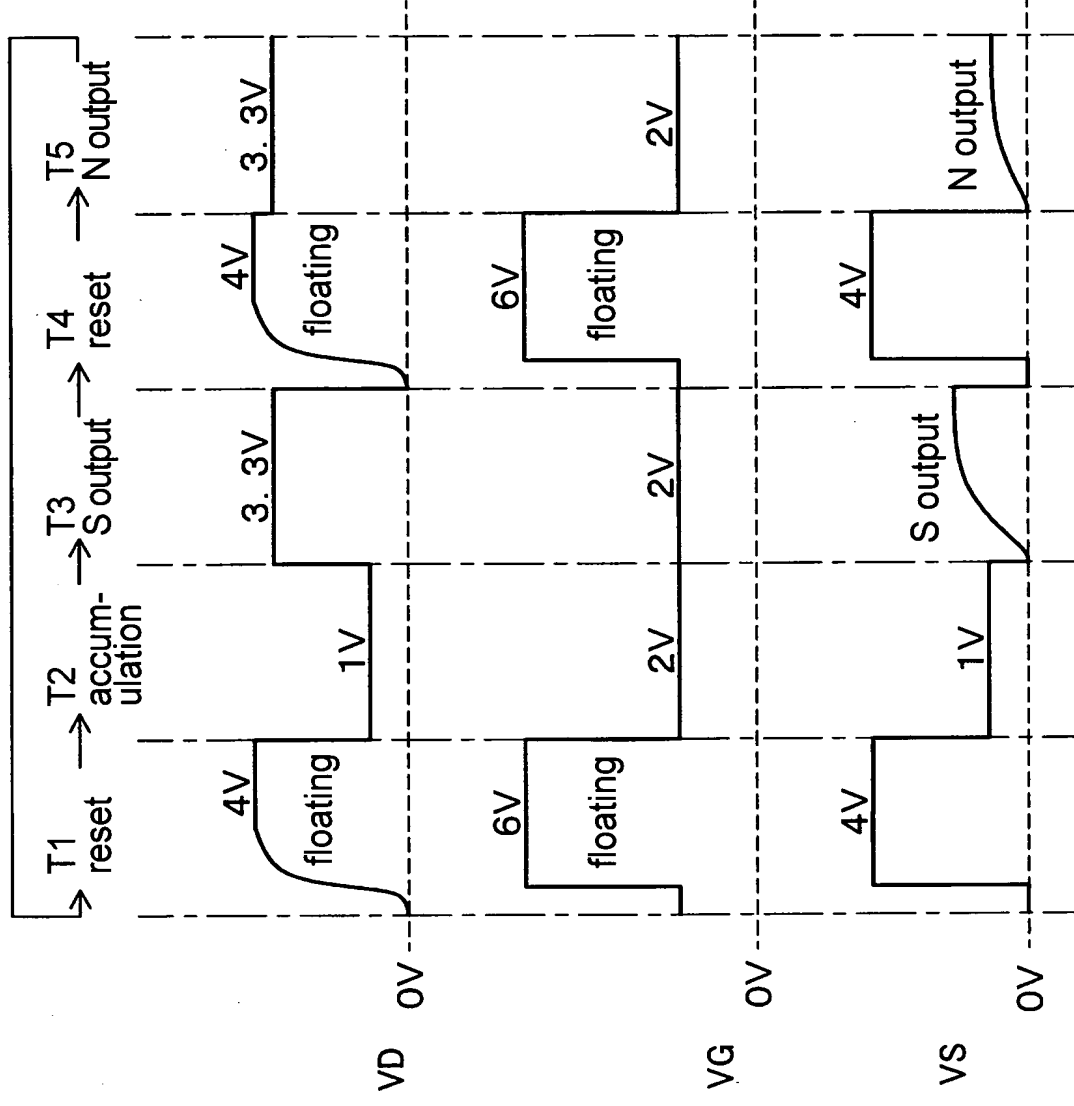 T1
reset
T2
accum-
ulation
T3
S output
T4
reset
T5
N output
VD
0V
4V
floating
1V
3. 3V
4V
floating
3. 3V
VG
0V
6V
floating
2V
2V
6V
floating
2V
VS
0V
4V
1V
S output
4V
N output